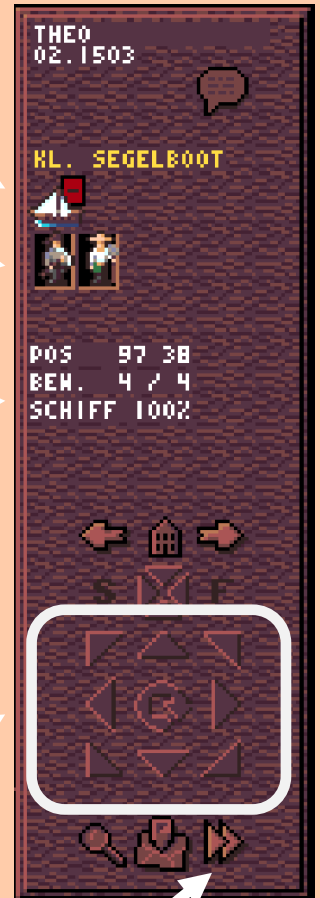 THEO
02.1503
KL. SEGELBOOT
POS 97 38
BEW. 4 / 4
SCHIFF 100%
S F